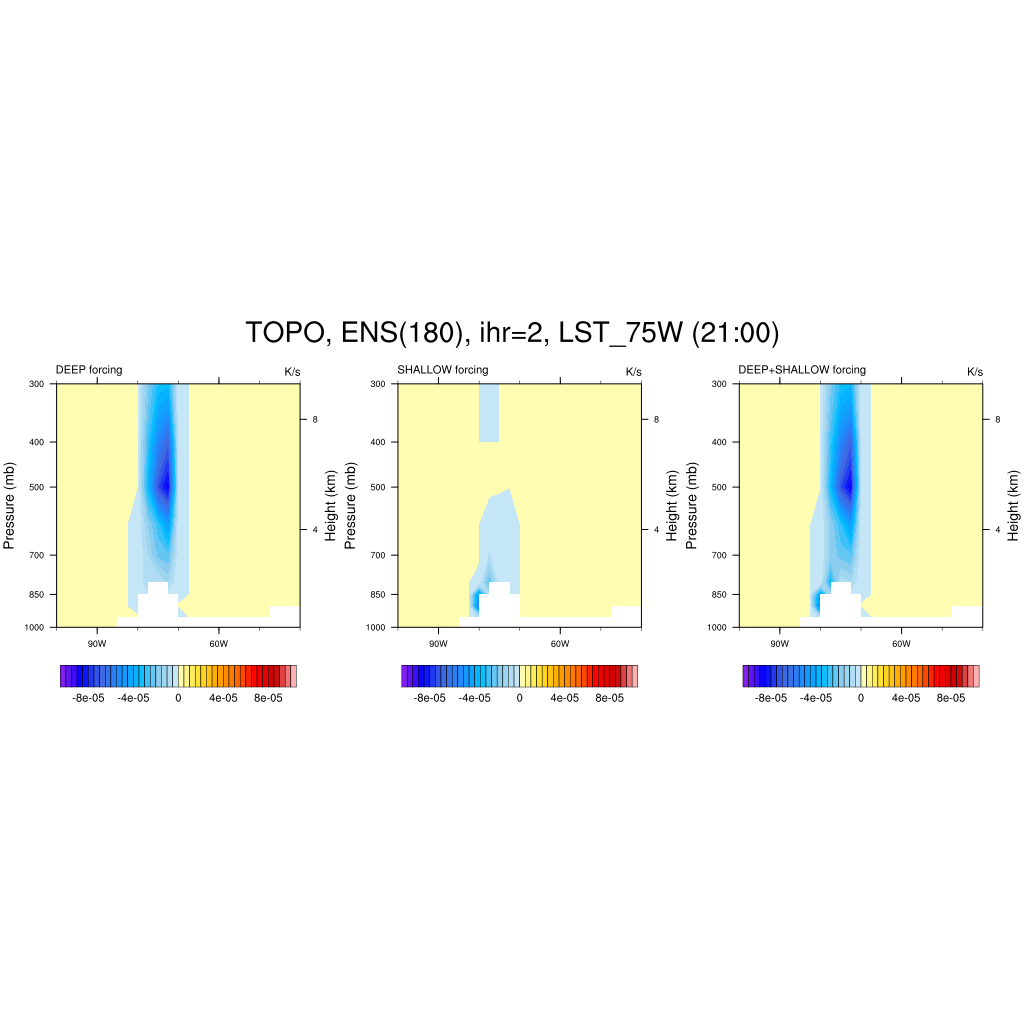 TOPO, ENS(180), ihr=2, LST_75W (21:00)
DEEP forcing K/s
300
400
500
700
850
1000
Pressure (mb)
8
4
Height (km)
90W 60W
-8e-05 -4e-05 0 4e-05 8e-05
SHALLOW forcing K/s
300
400
500
700
850
1000
Pressure (mb)
8
4
Height (km)
90W 60W
-8e-05 -4e-05 0 4e-05 8e-05
DEEP+SHALLOW forcing K/s
300
400
500
700
850
1000
Pressure (mb)
8
4
Height (km)
90W 60W
-8e-05 -4e-05 0 4e-05 8e-05